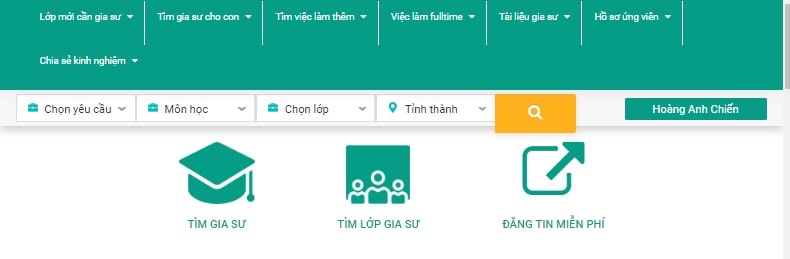 Lớp mới cần gia sư Tìm gia sư cho con Tìm việc làm thêm Việc làm fulltime Tài liệu gia sư Hồ sơ ứng viên
Chia sẻ kinh nghiệm
Chọn yêu cầu Môn học Chọn lớp Tỉnh thành Hoàng Anh Chiến
TÌM GIA SƯ TÌM LỚP GIA SƯ ĐĂNG TIN MIỄN PHÍ